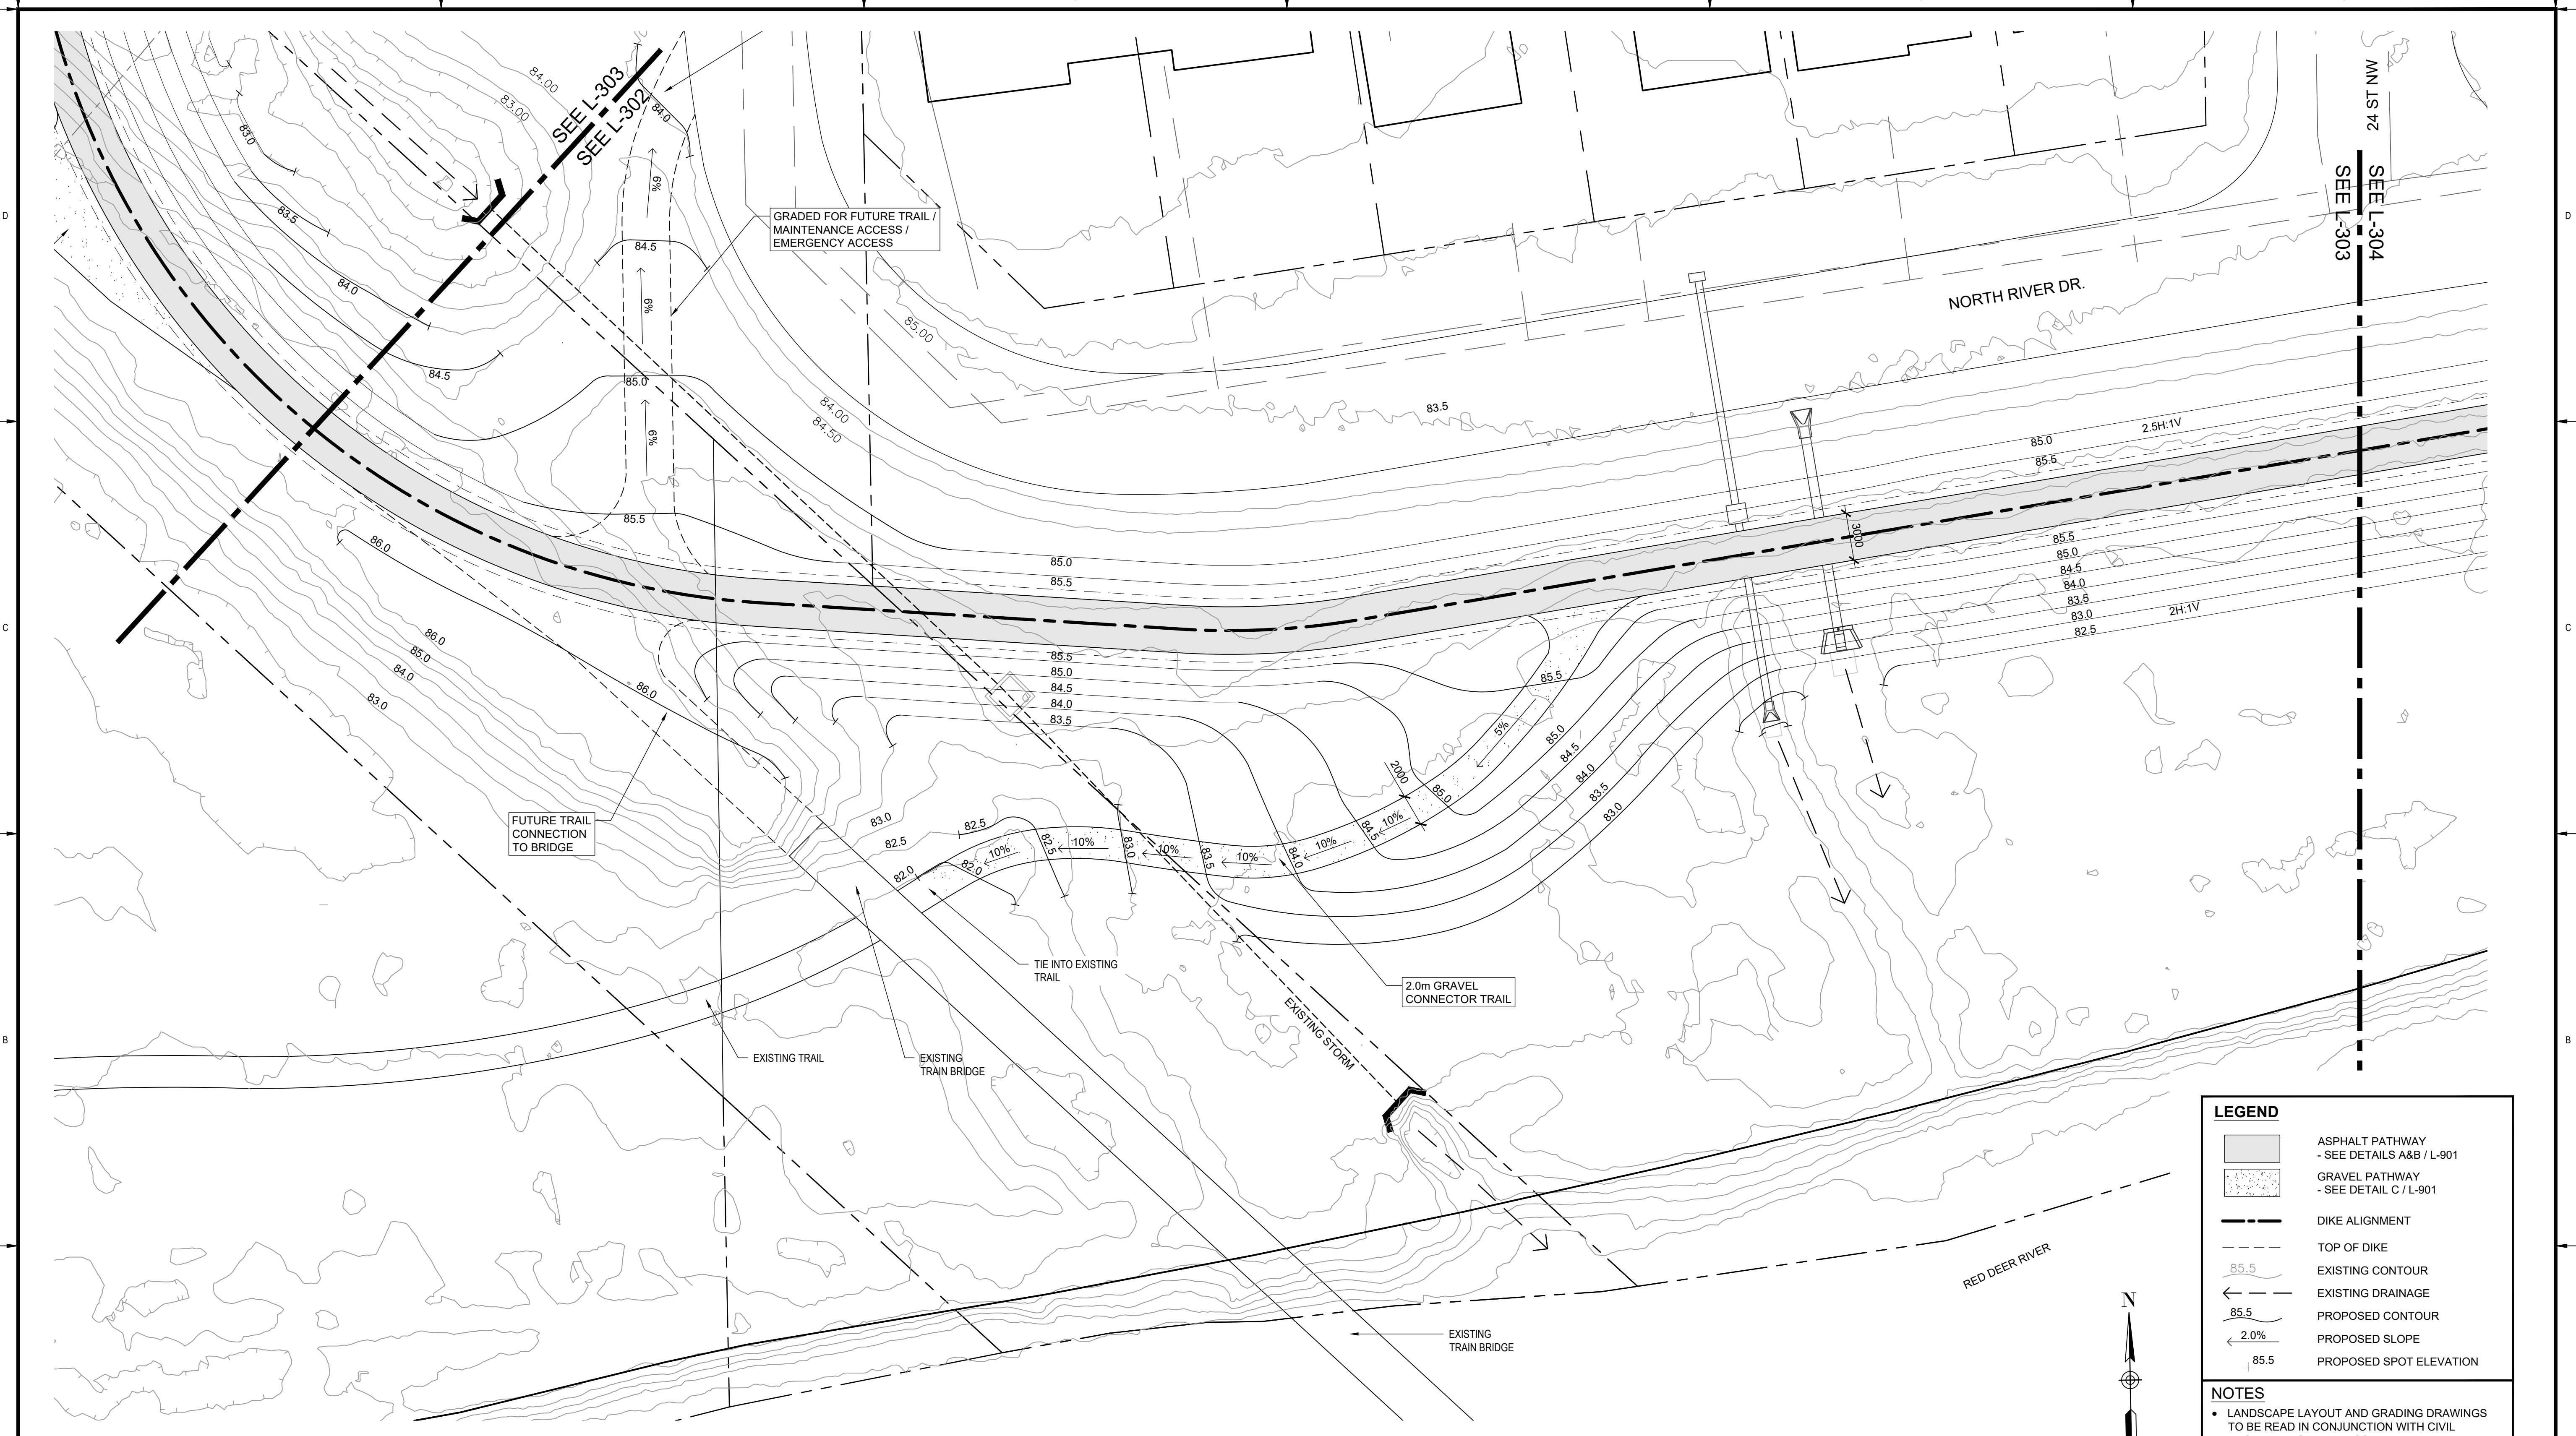 84.00
83.00
SEE L-303
SEE L-302
84.0
83.0
83.5
84.0
84.5
6%
84.5
6%
GRADED FOR FUTURE TRAIL /
MAINTENANCE ACCESS /
EMERGENCY ACCESS
85.0
6%
85.5
85.00
84.00
84.50
83.5
24 ST NW
SEE L-303
SEE L-304
NORTH RIVER DR.
2.5H:1V
85.0
85.5
3000
85.0
85.5
85.5
85.0
84.5
84.0
83.5
83.0
82.5
2H:1V
86.0
86.0
85.0
84.0
83.0
86.0
85.5
85.0
84.5
84.0
83.5
85.5
5%
85.0
84.5
84.0
83.5
83.0
2000
85.0
10%
84.5
10%
84.0
10%
83.5
10%
83.0
10%
82.5
10%
82.0
82.0
82.5
83.0
82.5
FUTURE TRAIL
CONNECTION
TO BRIDGE
TIE INTO EXISTING
TRAIL
2.0m GRAVEL
CONNECTOR TRAIL
EXISTING STORM
EXISTING TRAIL
EXISTING
TRAIN BRIDGE
EXISTING
TRAIN BRIDGE
RED DEER RIVER
N
D
D
C
C
B
B
LEGEND
ASPHALT PATHWAY
- SEE DETAILS A&B / L-901
GRAVEL PATHWAY
- SEE DETAIL C / L-901
DIKE ALIGNMENT
TOP OF DIKE
85.5 EXISTING CONTOUR
EXISTING DRAINAGE
85.5 PROPOSED CONTOUR
2.0% PROPOSED SLOPE
85.5 PROPOSED SPOT ELEVATION
NOTES
• LANDSCAPE LAYOUT AND GRADING DRAWINGS
TO BE READ IN CONJUNCTION WITH CIVIL